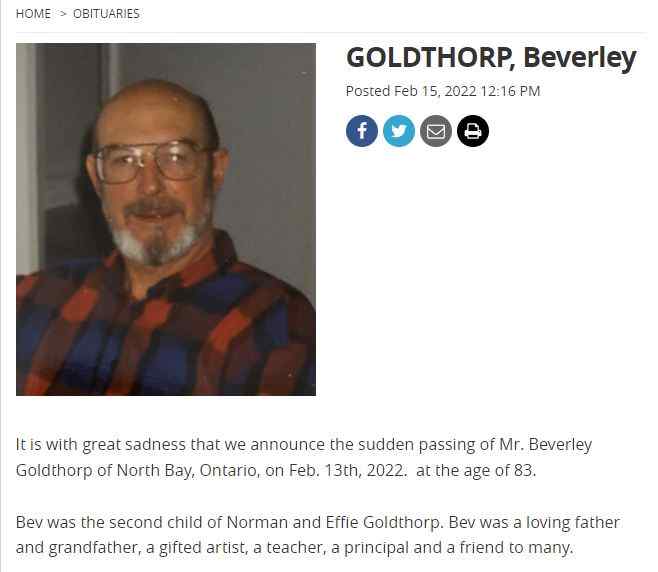 HOME > OBITUARIES
GOLDTHORP, Beverley
Posted Feb 15, 2022 12:16 PM
It is with great sadness that we announce the sudden passing of Mr. Beverley
Goldthorp of North Bay, Ontario, on Feb. 13th, 2022.  at the age of 83.
Bev was the second child of Norman and Effie Goldthorp. Bev was a loving father
and grandfather, a gifted artist, a teacher, a principal and a friend to many.